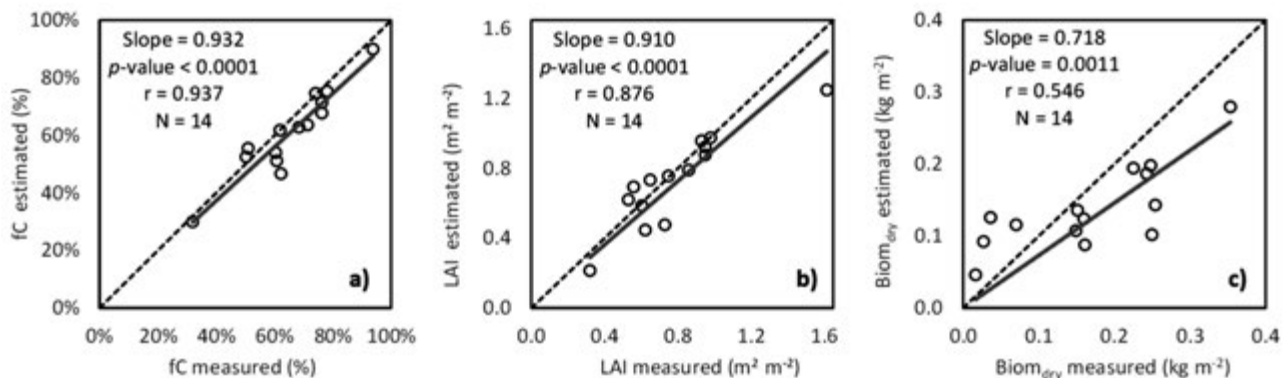 100%
80%
60%
40%
20%
0%
fC estimated (%)
Slope = 0.932
p-value < 0.0001
r = 0.937
N = 14
a)
0% 20% 40% 60% 80% 100%
fC measured (%)
1.6
1.2
0.8
0.4
0.0
LAI estimated (m² m⁻²)
Slope = 0.910
p-value < 0.0001
r = 0.876
N = 14
b)
0.0 0.4 0.8 1.2 1.6
LAI measured (m² m⁻²)
0.4
0.3
0.2
0.1
0.0
Biom_dry estimated (kg m⁻²)
Slope = 0.718
p-value = 0.0011
r = 0.546
N = 14
c)
0.0 0.1 0.2 0.3 0.4
Biom_dry measured (kg m⁻²)